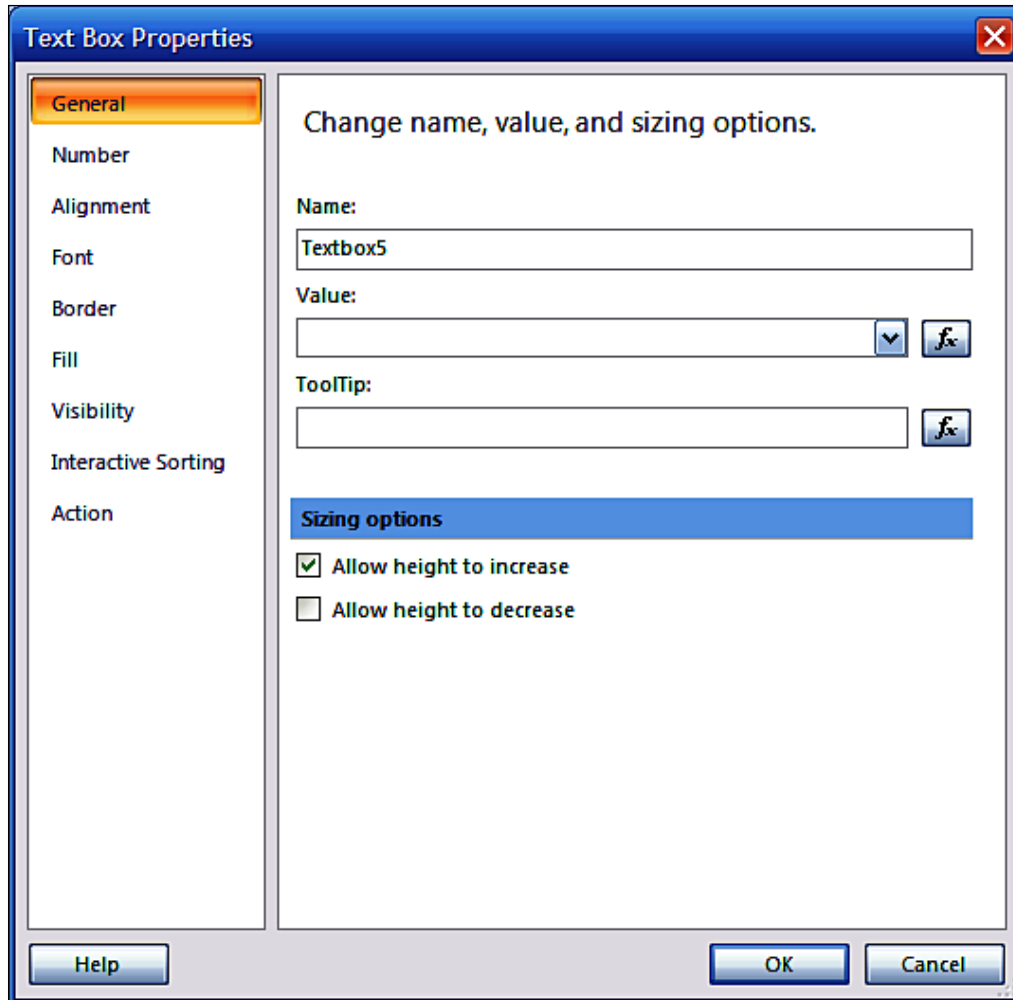 Text Box Properties
General
Number
Alignment
Font
Border
Fill
Visibility
Interactive Sorting
Action
Change name, value, and sizing options.
Name:
Textbox5
Value:
fx
ToolTip:
fx
Sizing options
Allow height to increase
Allow height to decrease
Help
OK
Cancel